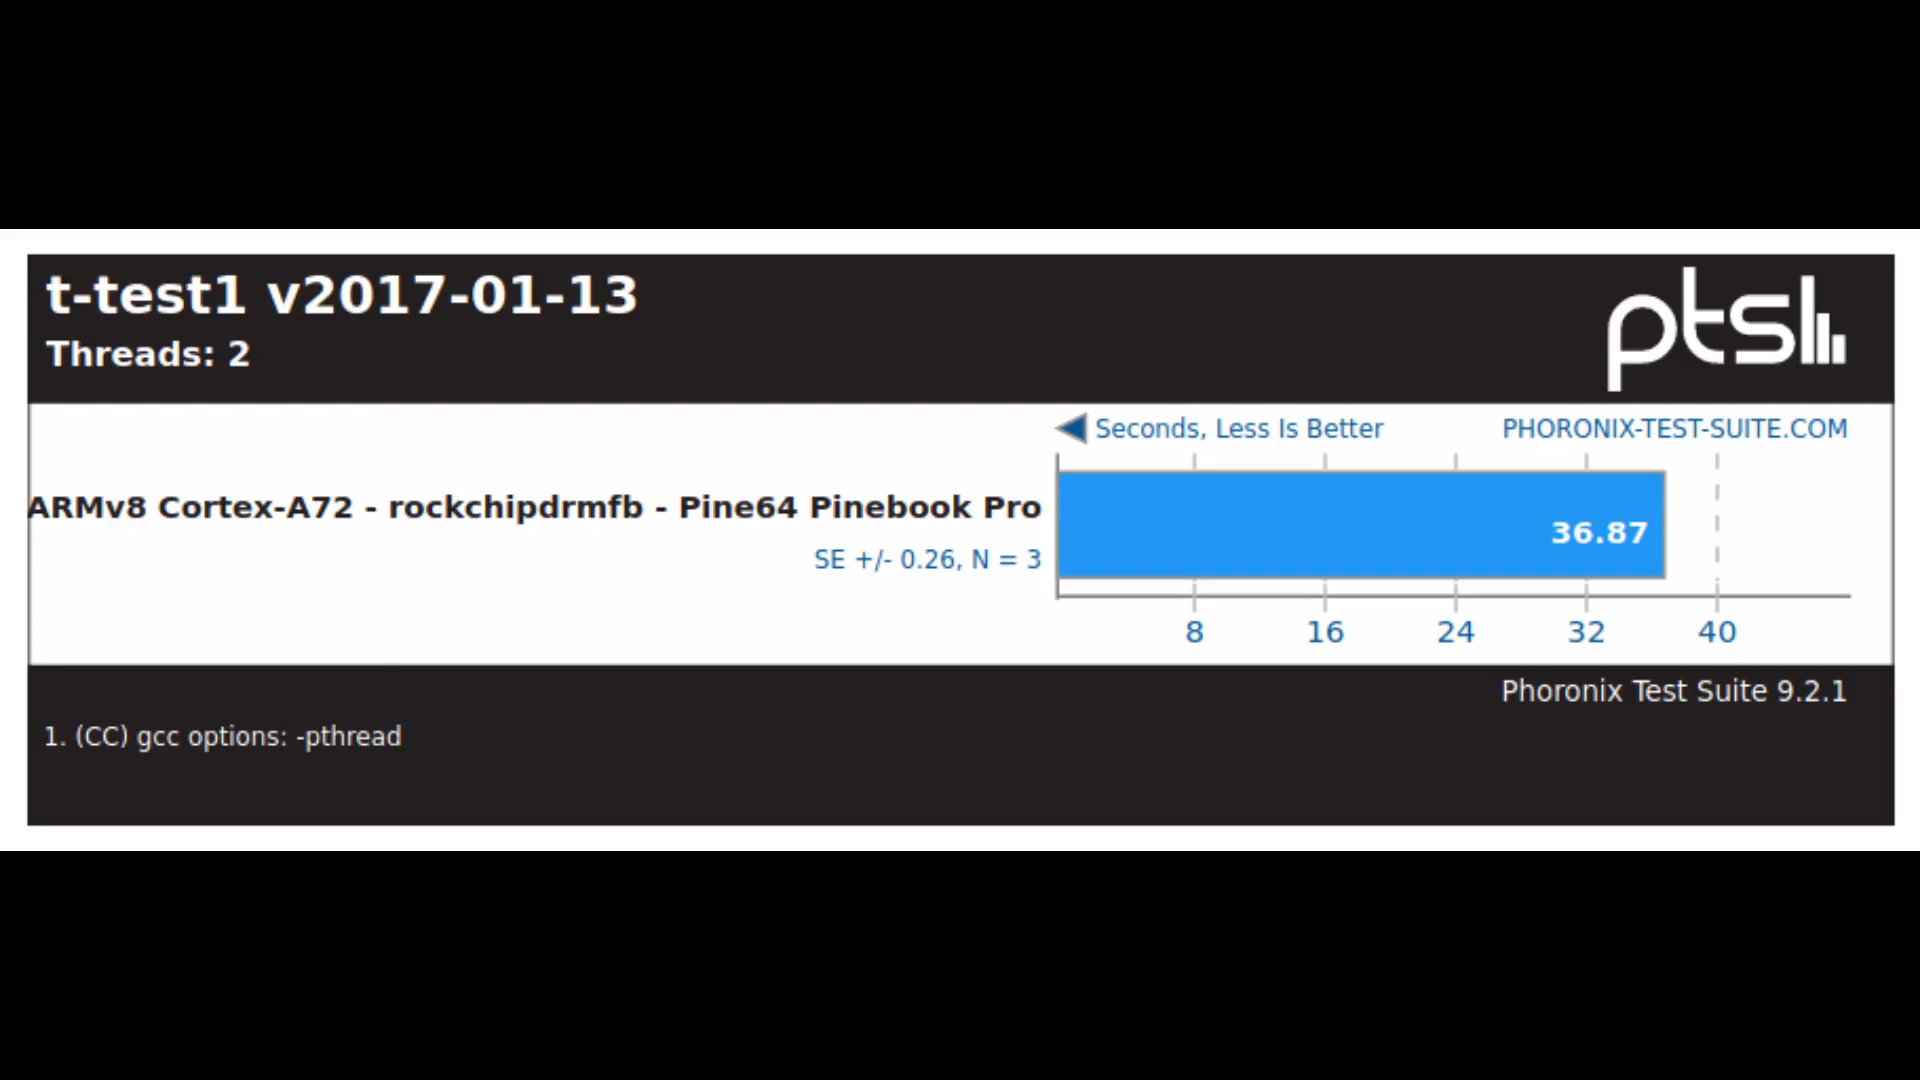 t-test1 v2017-01-13
Threads: 2
ptsl
Seconds, Less Is Better
PHORONIX-TEST-SUITE.COM
ARMv8 Cortex-A72 - rockchipdrmfb - Pine64 Pinebook Pro
36.87
SE +/- 0.26, N = 3
8 16 24 32 40
Phoronix Test Suite 9.2.1
1. (CC) gcc options: -pthread